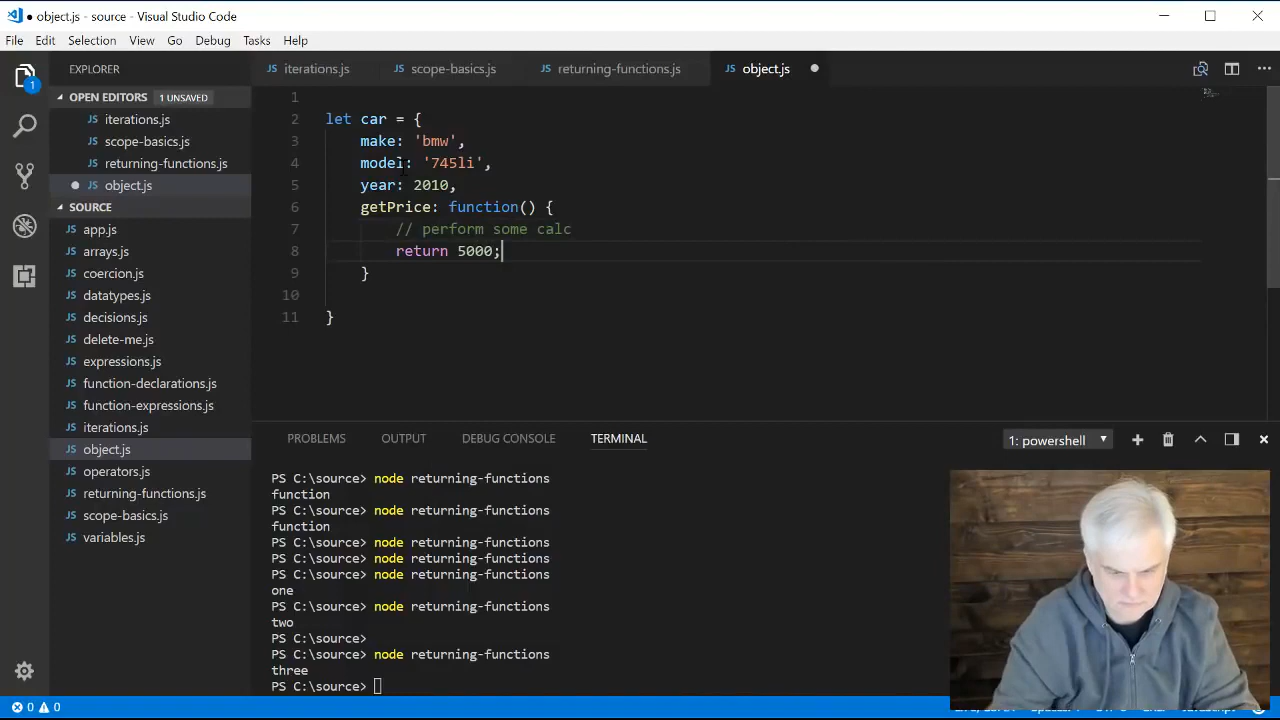 object.js - source - Visual Studio Code
File Edit Selection View Go Debug Tasks Help
EXPLORER
iterations.js scope-basics.js returning-functions.js object.js
OPEN EDITORS 1 UNSAVED
iterations.js
scope-basics.js
returning-functions.js
object.js
SOURCE
app.js
arrays.js
coercion.js
datatypes.js
decisions.js
delete-me.js
expressions.js
function-declarations.js
function-expressions.js
iterations.js
object.js
operators.js
returning-functions.js
scope-basics.js
variables.js
1
2 let car = {
3 make: 'bmw',
4 model: '745li',
5 year: 2010,
6 getPrice: function() {
7 // perform some calc
8 return 5000;
9 }
10
11 }
PROBLEMS OUTPUT DEBUG CONSOLE TERMINAL 1: powershell
PS C:\source> node returning-functions
function
PS C:\source> node returning-functions
function
PS C:\source> node returning-functions
PS C:\source> node returning-functions
PS C:\source> node returning-functions
one
PS C:\source> node returning-functions
two
PS C:\source>
PS C:\source> node returning-functions
three
PS C:\source>
0 0